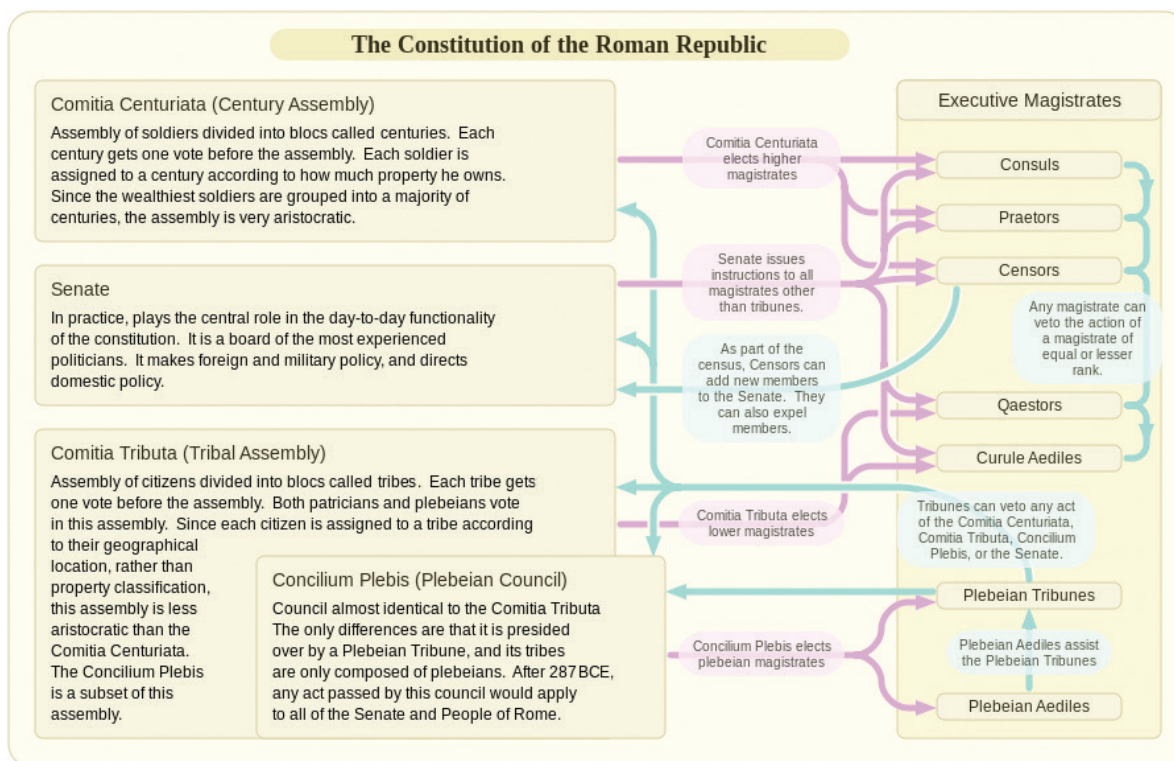 The Constitution of the Roman Republic
Comitia Centuriata (Century Assembly)
Assembly of soldiers divided into blocs called centuries. Each
century gets one vote before the assembly. Each soldier is
assigned to a century according to how much property he owns.
Since the wealthiest soldiers are grouped into a majority of
centuries, the assembly is very aristocratic.
Senate
In practice, plays the central role in the day-to-day functionality
of the constitution. It is a board of the most experienced
politicians. It makes foreign and military policy, and directs
domestic policy.
Comitia Tributa (Tribal Assembly)
Assembly of citizens divided into blocs called tribes. Each tribe gets
one vote before the assembly. Both patricians and plebeians vote
in this assembly. Since each citizen is assigned to a tribe according
to their geographical
location, rather than
property classification,
this assembly is less
aristocratic than the
Comitia Centuriata.
The Concilium Plebis
is a subset of this
assembly.
Concilium Plebis (Plebeian Council)
Council almost identical to the Comitia Tributa
The only differences are that it is presided
over by a Plebeian Tribune, and its tribes
are only composed of plebeians. After 287 BCE,
any act passed by this council would apply
to all of the Senate and People of Rome.
Comitia Centuriata
elects higher
magistrates
Senate issues
instructions to all
magistrates other
than tribunes.
As part of the
census, Censors can
add new members
to the Senate. They
can also expel
members.
Comitia Tributa elects
lower magistrates
Concilium Plebis elects
plebeian magistrates
Executive Magistrates
Consuls
Praetors
Censors
Any magistrate can
veto the action of
a magistrate of
equal or lesser
rank.
Qaestors
Curule Aediles
Tribunes can veto any act
of the Comitia Centuriata,
Comitia Tributa, Concilium
Plebis, or the Senate.
Plebeian Tribunes
Plebeian Aediles assist
the Plebeian Tribunes
Plebeian Aediles